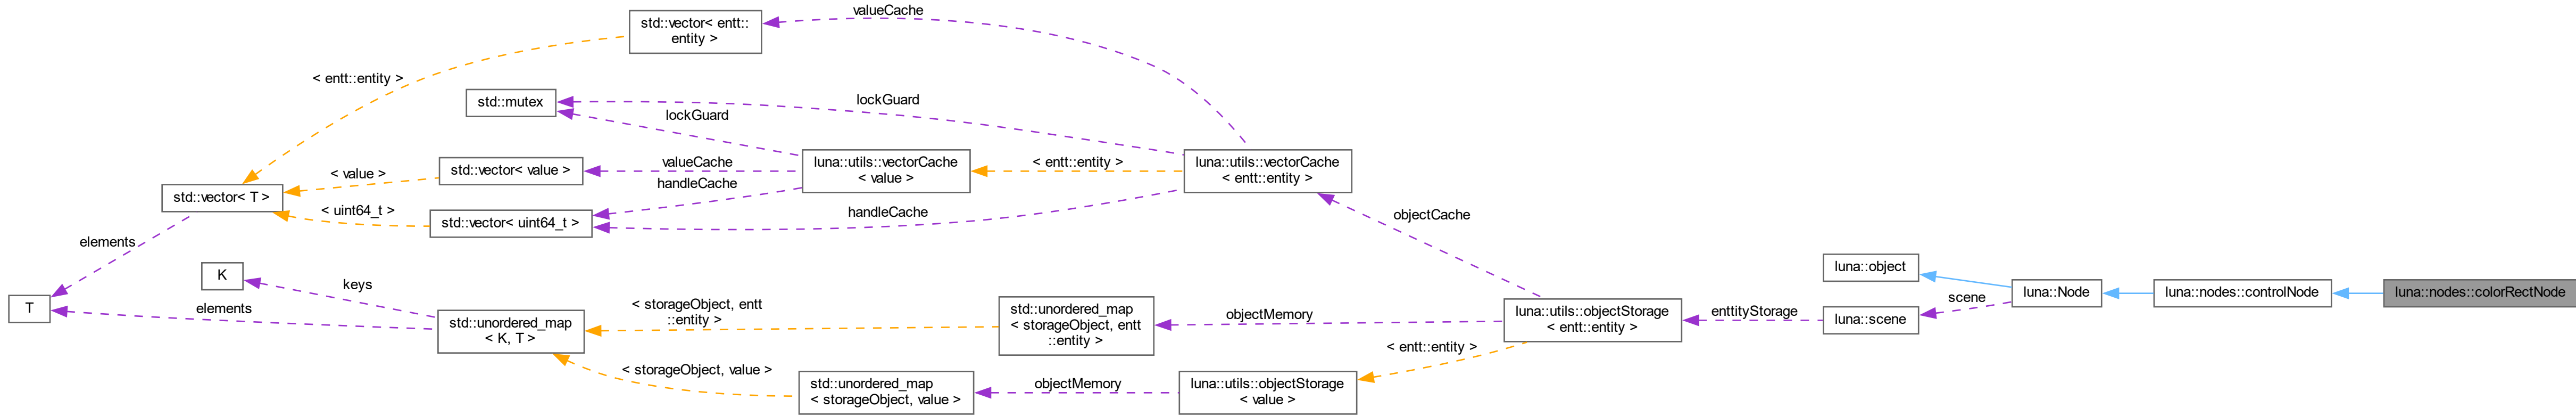 valueCache
std::vector< entt::
entity >
< entt::entity >
std::mutex
lockGuard
lockGuard
luna::utils::vectorCache
< value >
valueCache
handleCache
< entt::entity >
luna::utils::vectorCache
< entt::entity >
std::vector< value >
< value >
std::vector< T >
< uint64_t >
std::vector< uint64_t >
handleCache
objectCache
elements
K
keys
T
elements
std::unordered_map
< K, T >
< storageObject, entt
::entity >
std::unordered_map
< storageObject, entt
::entity >
objectMemory
luna::utils::objectStorage
< entt::entity >
enttityStorage
luna::object
luna::scene
scene
luna::Node
luna::nodes::controlNode
luna::nodes::colorRectNode
< storageObject, value >
std::unordered_map
< storageObject, value >
objectMemory
luna::utils::objectStorage
< value >
< entt::entity >